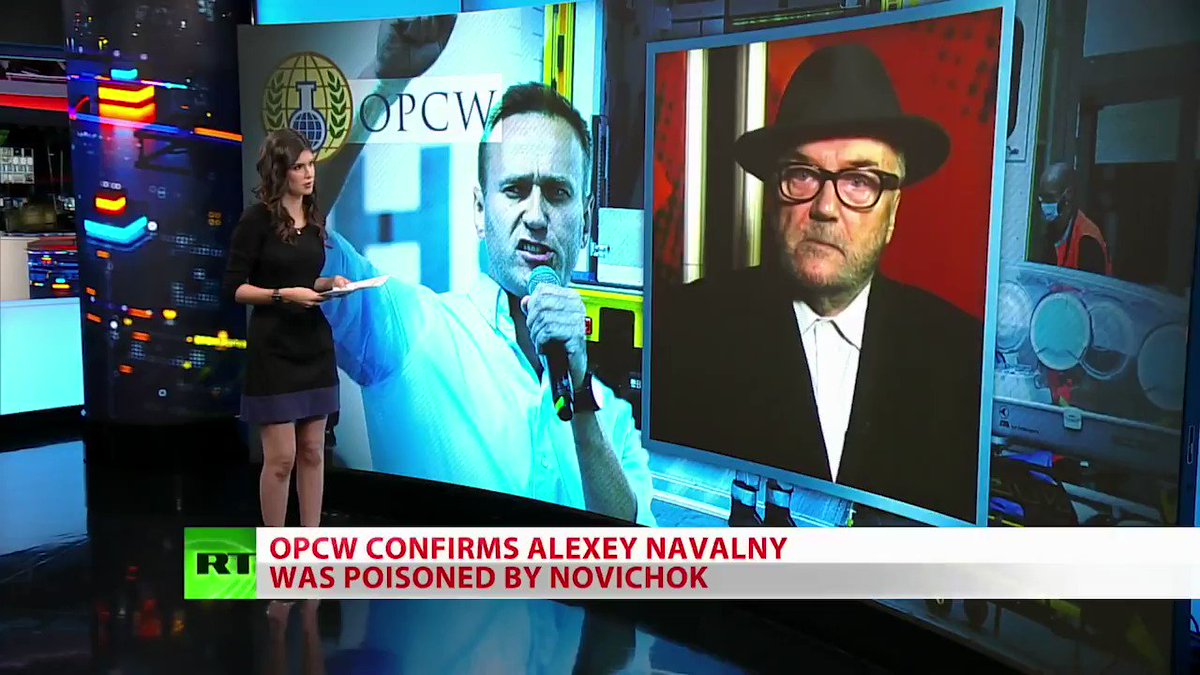 OPCW
RT
OPCW CONFIRMS ALEXEY NAVALNY
WAS POISONED BY NOVICHOK